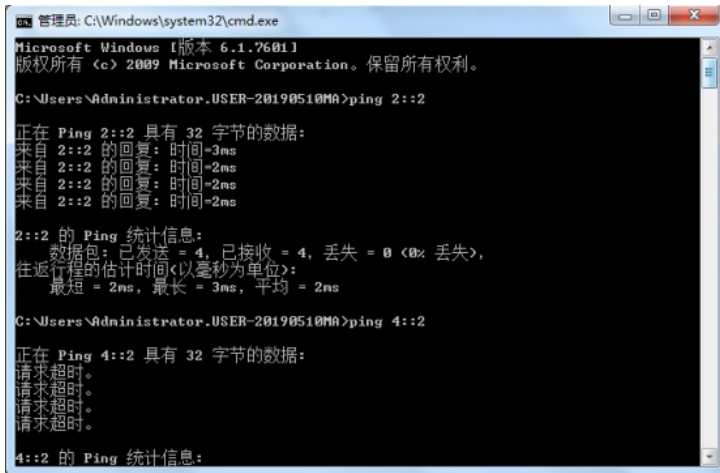 管理员: C:\Windows\system32\cmd.exe
Microsoft Windows [版本 6.1.7601]
版权所有 (c) 2009 Microsoft Corporation。保留所有权利。
C:\Users\Administrator.USER-20190510MA>ping 2::2
正在 Ping 2::2 具有 32 字节的数据:
来自 2::2 的回复: 时间=3ms
来自 2::2 的回复: 时间=2ms
来自 2::2 的回复: 时间=2ms
来自 2::2 的回复: 时间=2ms
2::2 的 Ping 统计信息:
数据包: 已发送 = 4，已接收 = 4，丢失 = 0 (0% 丢失)，
往返行程的估计时间(以毫秒为单位):
最短 = 2ms，最长 = 3ms，平均 = 2ms
C:\Users\Administrator.USER-20190510MA>ping 4::2
正在 Ping 4::2 具有 32 字节的数据:
请求超时。
请求超时。
请求超时。
请求超时。
4::2 的 Ping 统计信息: